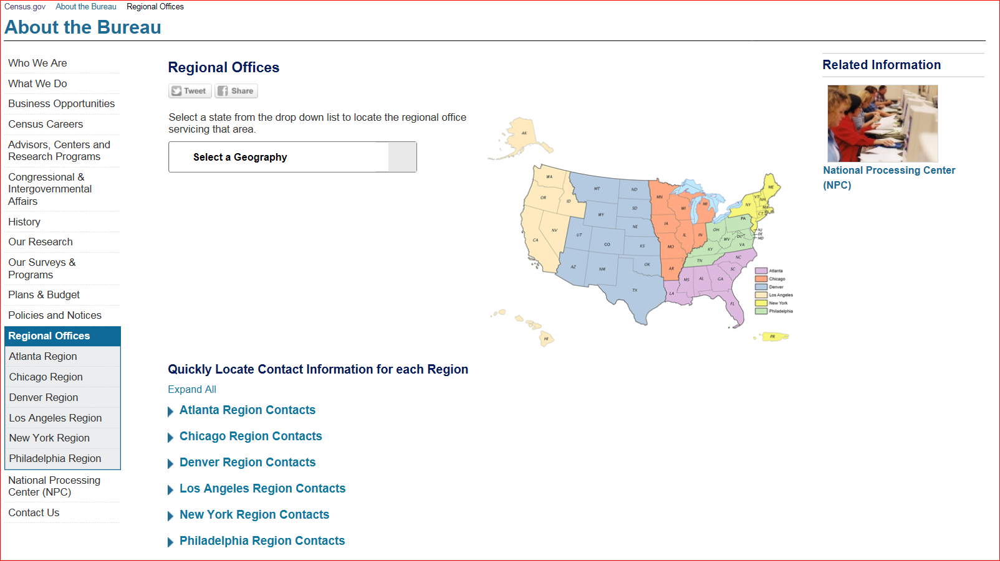 Census.gov About the Bureau Regional Offices
About the Bureau
Who We Are
What We Do
Business Opportunities
Census Careers
Advisors, Centers and
Research Programs
Congressional &
Intergovernmental
Affairs
History
Our Research
Our Surveys &
Programs
Plans & Budget
Policies and Notices
Regional Offices
Atlanta Region
Chicago Region
Denver Region
Los Angeles Region
New York Region
Philadelphia Region
National Processing
Center (NPC)
Contact Us
Regional Offices
Tweet Share
Select a state from the drop down list to locate the regional office
servicing that area.
Select a Geography
AK
WA
MT
ND
MN
ME
OR
ID
SD
WI
MI
NY
VT
NH
MA
CT
WY
NE
IA
PA
OH
NJ
DE
MD
NV
UT
CO
KS
IL
IN
WV
DC
VA
CA
MO
KY
AZ
NM
OK
AR
TN
NC
SC
TX
LA
MS
AL
GA
FL
HI
PR
Atlanta
Chicago
Denver
Los Angeles
New York
Philadelphia
Quickly Locate Contact Information for each Region
Expand All
Atlanta Region Contacts
Chicago Region Contacts
Denver Region Contacts
Los Angeles Region Contacts
New York Region Contacts
Philadelphia Region Contacts
Related Information
National Processing Center
(NPC)